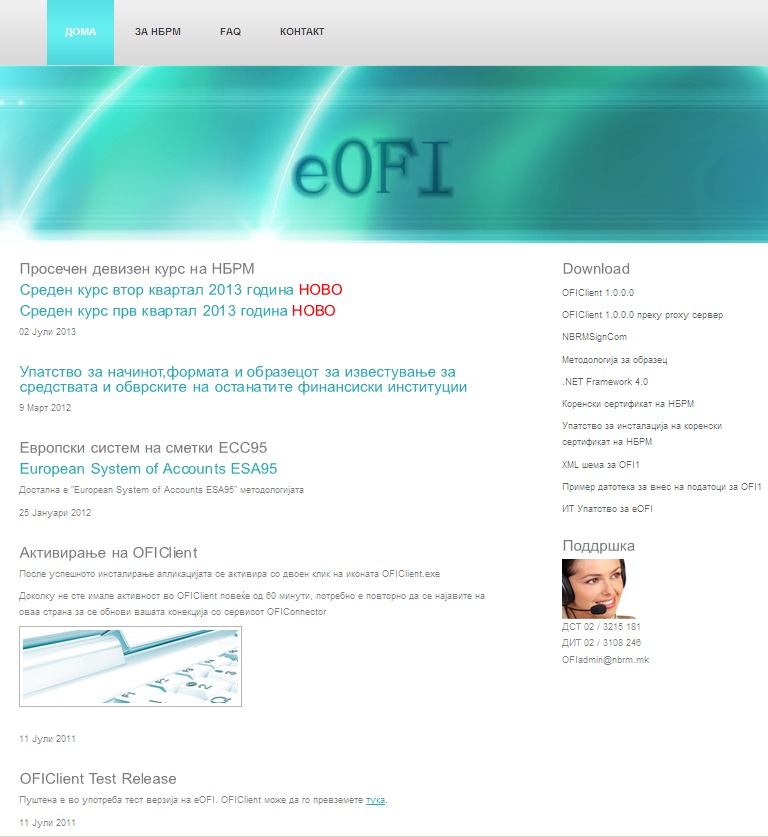 ДОМА
ЗА НБРМ
FAQ
КОНТАКТ
eOFI
Просечен девизен курс на НБРМ
Среден курс втор квартал 2013 година НОВО
Среден курс прв квартал 2013 година НОВО
02 Јули 2013
Упатство за начинот,формата и образецот за известување за
средствата и обврските на останатите финансиски институции
9 Март 2012
Европски систем на сметки ЕСС95
European System of Accounts ESA95
Достапна е "European System of Accounts ESA95" методологијата
25 Јануари 2012
Активирање на OFIClient
После успешното инсталирање апликацијата се активира со двоен клик на иконата OFIClient.exe
Доколку не сте имале активност во OFIClient повеќе од 60 минути, потребно е повторно да се најавите на
оваа страна за се обнови вашата конекција со сервисот OFIConnector
11 Јули 2011
OFIClient Test Release
Пуштена е во употреба тест верзија на eOFI. OFIClient може да го превземете тука.
11 Јули 2011
Download
OFIClient 1.0.0.0
OFIClient 1.0.0.0 преку proxy сервер
NBRMSignCom
Методологија за образец
.NET Framework 4.0
Коренски сертификат на НБРМ
Упатство за инсталација на коренски
сертификат на НБРМ
XML шема за OFI1
Пример датотека за внес на податоци за OFI1
ИТ Упатство за eOFI
Поддршка
ДСТ 02 / 3215 181
ДИТ 02 / 3108 246
OFIadmin@nbrm.mk